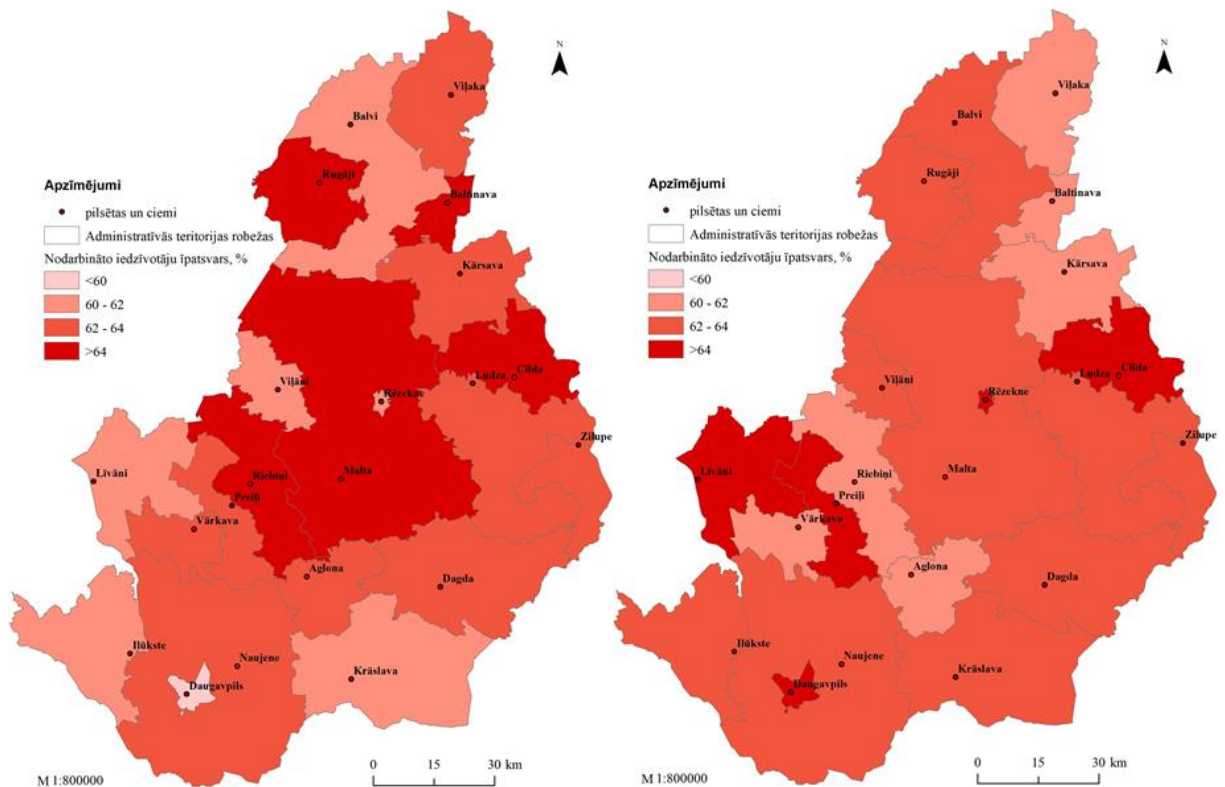 N
Viļaka
Balvi
Rugāji
Baltinava
Apzīmējumi
pilsētas un ciemi
Administratīvās teritorijas robežas
Nodarbināto iedzīvotāju īpatsvars, %
<60
60 - 62
62 - 64
>64
Kārsava
Ludza
Cibla
Viļāni
Rēzekne
Zilupe
Līvāni
Riebiņi
Malta
Preiļi
Vārkava
Aglona
Dagda
Ilūkste
Naujene
Krāslava
Daugavpils
0 15 30 km
M 1:800000
N
Viļaka
Balvi
Rugāji
Baltinava
Apzīmējumi
pilsētas un ciemi
Administratīvās teritorijas robežas
Nodarbināto iedzīvotāju īpatsvars, %
<60
60 - 62
62 - 64
>64
Kārsava
Ludza
Cibla
Viļāni
Rēzekne
Zilupe
Līvāni
Riebiņi
Malta
Preiļi
Vārkava
Aglona
Dagda
Ilūkste
Naujene
Krāslava
Daugavpils
0 15 30 km
M 1:800000